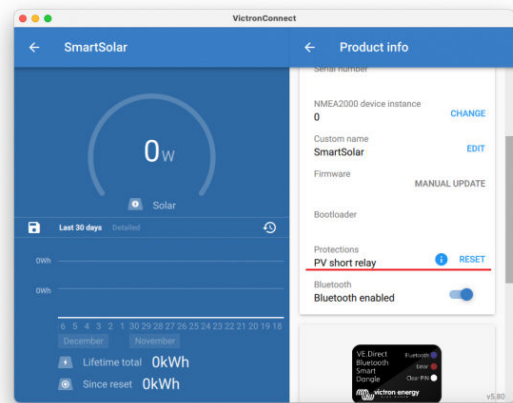 VictronConnect
SmartSolar
Product info
0W
Solar
Last 30 days Detailed
0Wh
0Wh
6 5 4 3 2 1 30 29 28 27 26 25 24 23 22 21 20 19 18
December November
Lifetime total 0kWh
Since reset 0kWh
Serial number
NMEA2000 device instance
0 CHANGE
Custom name
SmartSolar EDIT
Firmware
MANUAL UPDATE
Bootloader
Protections
PV short relay RESET
Bluetooth
Bluetooth enabled
VE.Direct
Bluetooth
Smart
Dongle
Bluetooth
Error
Clear PIN
victron energy
v5.80